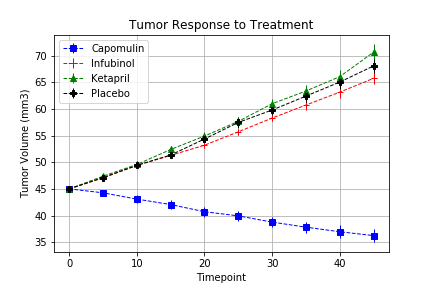 Tumor Response to Treatment
Capomulin
Infubinol
Ketapril
Placebo
Tumor Volume (mm3)
70
65
60
55
50
45
40
35
0
10
20
30
40
Timepoint